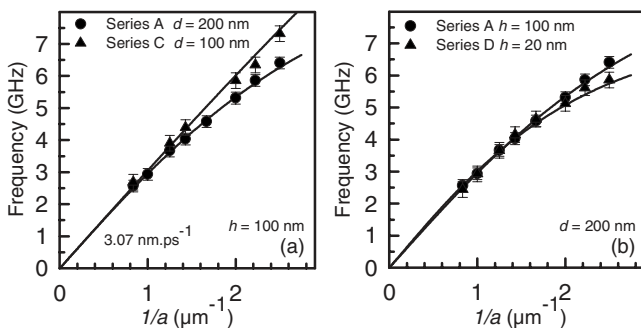 Series A d = 200 nm
Series C d = 100 nm
7
6
5
4
3
2
1
0
Frequency (GHz)
3.07 nm.ps⁻¹
h = 100 nm
(a)
0
1
2
1/a (µm⁻¹)
Series A h = 100 nm
Series D h = 20 nm
7
6
5
4
3
2
1
0
Frequency (GHz)
d = 200 nm
(b)
0
1
2
1/a (µm⁻¹)